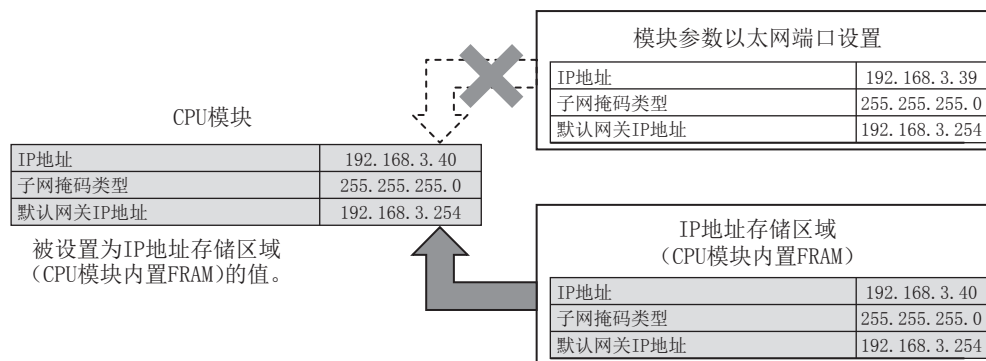 模块参数以太网端口设置
IP地址 192.168.3.39
子网掩码类型 255.255.255.0
默认网关IP地址 192.168.3.254
CPU模块
IP地址 192.168.3.40
子网掩码类型 255.255.255.0
默认网关IP地址 192.168.3.254
被设置为IP地址存储区域
（CPU模块内置FRAM）的值。
IP地址存储区域
（CPU模块内置FRAM）
IP地址 192.168.3.40
子网掩码类型 255.255.255.0
默认网关IP地址 192.168.3.254